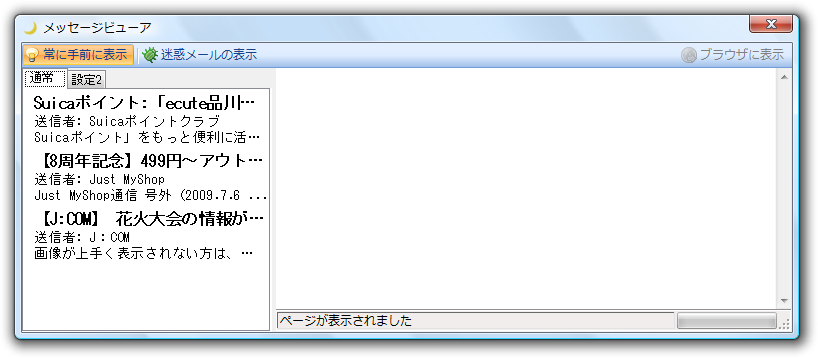 メッセージビューア
常に手前に表示 迷惑メールの表示 ブラウザに表示
通常 設定2
Suicaポイント:「ecute品川…
送信者: Suicaポイントクラブ
Suicaポイント」をもっと便利に活…
【8周年記念】499円～アウト…
送信者: Just MyShop
Just MyShop通信 号外 (2009.7.6 ...
【J:COM】 花火大会の情報が…
送信者: J:COM
画像が上手く表示されない方は、…
ページが表示されました